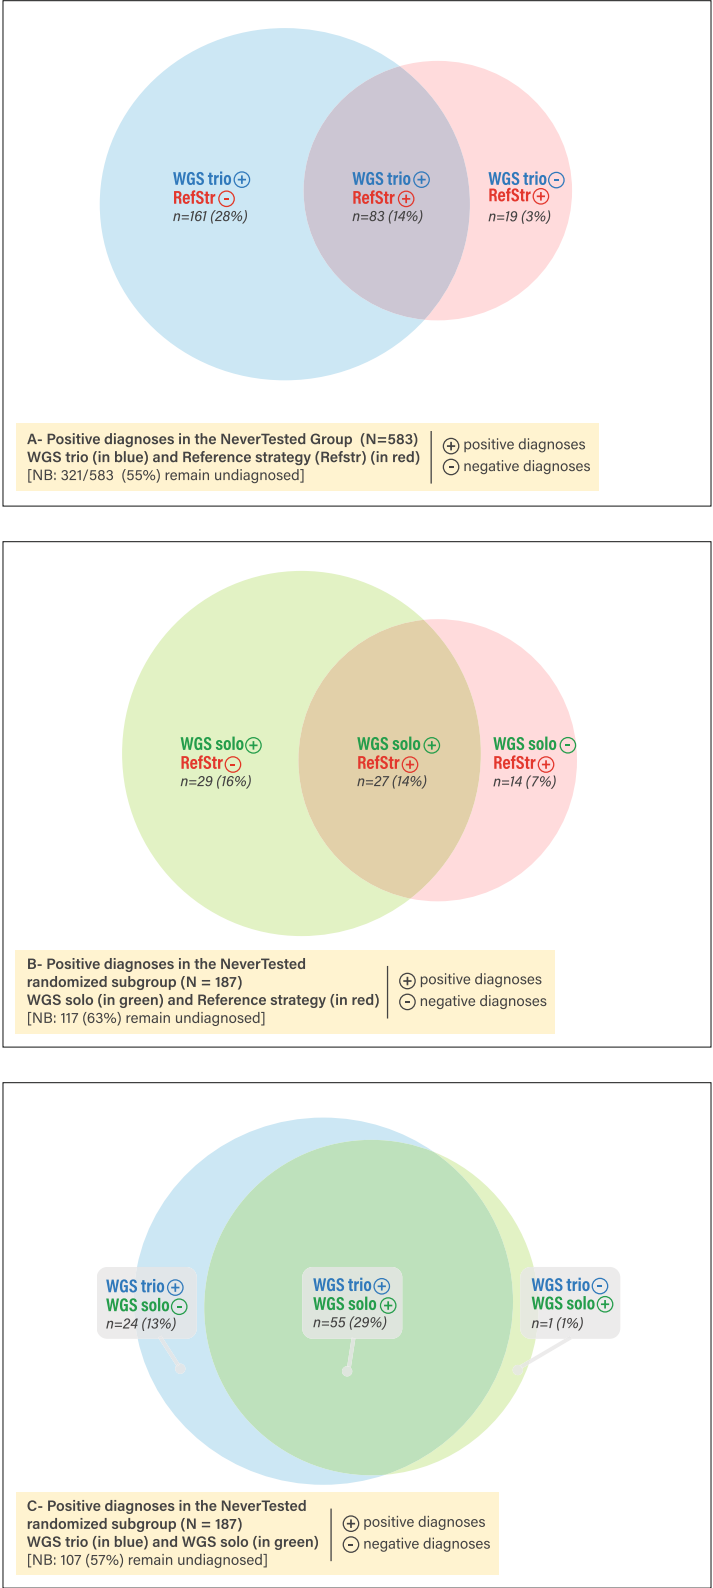 WGS trio +
RefStr -
n=161 (28%)
WGS trio +
RefStr +
n=83 (14%)
WGS trio -
RefStr +
n=19 (3%)
A- Positive diagnoses in the NeverTested Group (N=583)
WGS trio (in blue) and Reference strategy (Refstr) (in red)
[NB: 321/583 (55%) remain undiagnosed]
+ positive diagnoses
- negative diagnoses
WGS solo +
RefStr -
n=29 (16%)
WGS solo +
RefStr +
n=27 (14%)
WGS solo -
RefStr +
n=14 (7%)
B- Positive diagnoses in the NeverTested
randomized subgroup (N = 187)
WGS solo (in green) and Reference strategy (in red)
[NB: 117 (63%) remain undiagnosed]
+ positive diagnoses
- negative diagnoses
WGS trio +
WGS solo -
n=24 (13%)
WGS trio +
WGS solo +
n=55 (29%)
WGS trio -
WGS solo +
n=1 (1%)
C- Positive diagnoses in the NeverTested
randomized subgroup (N = 187)
WGS trio (in blue) and WGS solo (in green)
[NB: 107 (57%) remain undiagnosed]
+ positive diagnoses
- negative diagnoses